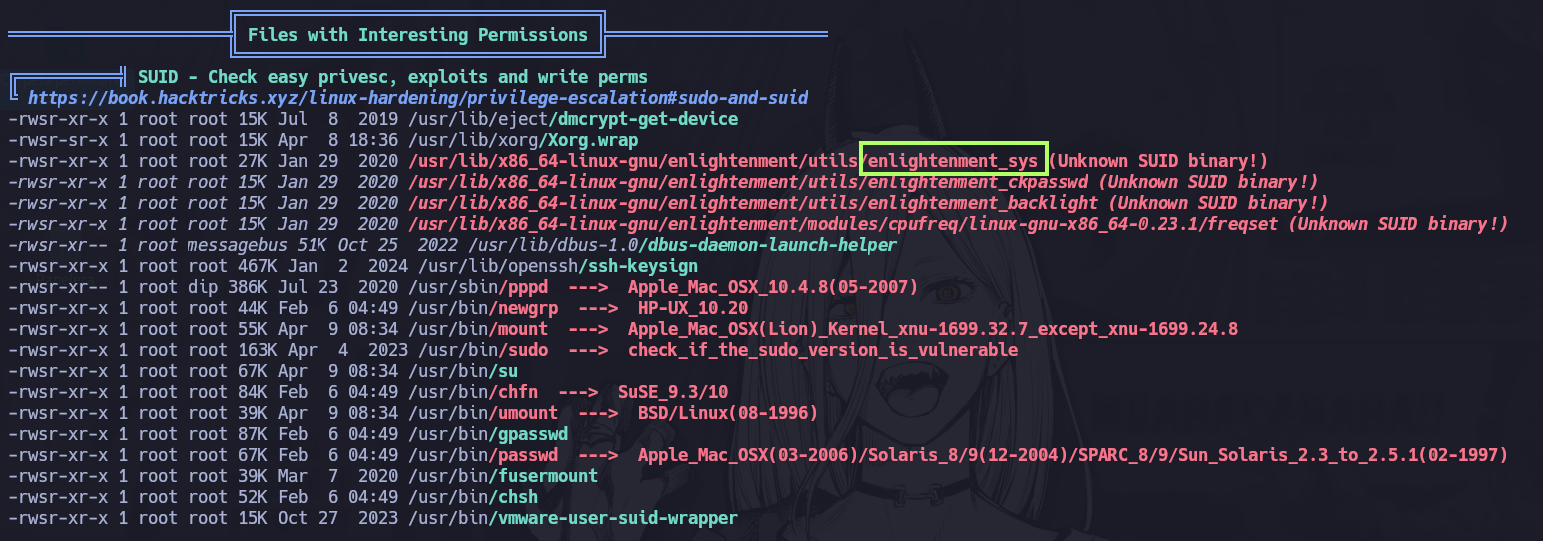 Files with Interesting Permissions
SUID - Check easy privesc, exploits and write perms
https://book.hacktricks.xyz/linux-hardening/privilege-escalation#sudo-and-suid
-rwsr-xr-x 1 root root 15K Jul  8  2019 /usr/lib/eject/dmcrypt-get-device
-rwsr-sr-x 1 root root 15K Apr  8 18:36 /usr/lib/xorg/Xorg.wrap
-rwsr-xr-x 1 root root 27K Jan 29  2020 /usr/lib/x86_64-linux-gnu/enlightenment/utils/enlightenment_sys (Unknown SUID binary!)
-rwsr-xr-x 1 root root 15K Jan 29  2020 /usr/lib/x86_64-linux-gnu/enlightenment/utils/enlightenment_ckpasswd (Unknown SUID binary!)
-rwsr-xr-x 1 root root 15K Jan 29  2020 /usr/lib/x86_64-linux-gnu/enlightenment/utils/enlightenment_backlight (Unknown SUID binary!)
-rwsr-xr-x 1 root root 15K Jan 29  2020 /usr/lib/x86_64-linux-gnu/enlightenment/modules/cpufreq/linux-gnu-x86_64-0.23.1/freqset (Unknown SUID binary!)
-rwsr-xr-- 1 root messagebus 51K Oct 25  2022 /usr/lib/dbus-1.0/dbus-daemon-launch-helper
-rwsr-xr-x 1 root root 467K Jan  2  2024 /usr/lib/openssh/ssh-keysign
-rwsr-xr-- 1 root dip 386K Jul 23  2020 /usr/sbin/pppd  --->  Apple_Mac_OSX_10.4.8(05-2007)
-rwsr-xr-x 1 root root 44K Feb  6 04:49 /usr/bin/newgrp  --->  HP-UX_10.20
-rwsr-xr-x 1 root root 55K Apr  9 08:34 /usr/bin/mount  --->  Apple_Mac_OSX(Lion)_Kernel_xnu-1699.32.7_except_xnu-1699.24.8
-rwsr-xr-x 1 root root 163K Apr  4  2023 /usr/bin/sudo  --->  check_if_the_sudo_version_is_vulnerable
-rwsr-xr-x 1 root root 67K Apr  9 08:34 /usr/bin/su
-rwsr-xr-x 1 root root 84K Feb  6 04:49 /usr/bin/chfn  --->  SuSE_9.3/10
-rwsr-xr-x 1 root root 39K Apr  9 08:34 /usr/bin/umount  --->  BSD/Linux(08-1996)
-rwsr-xr-x 1 root root 87K Feb  6 04:49 /usr/bin/gpasswd
-rwsr-xr-x 1 root root 67K Feb  6 04:49 /usr/bin/passwd  --->  Apple_Mac_OSX(03-2006)/Solaris_8/9(12-2004)/SPARC_8/9/Sun_Solaris_2.3_to_2.5.1(02-1997)
-rwsr-xr-x 1 root root 39K Mar  7  2020 /usr/bin/fusermount
-rwsr-xr-x 1 root root 52K Feb  6 04:49 /usr/bin/chsh
-rwsr-xr-x 1 root root 15K Oct 27  2023 /usr/bin/vmware-user-suid-wrapper